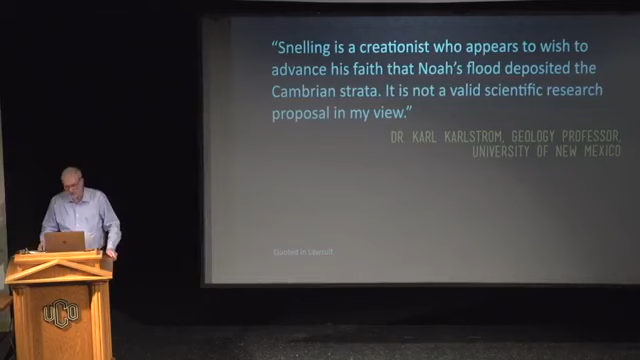 “Snelling is a creationist who appears to wish to
advance his faith that Noah’s flood deposited the
Cambrian strata. It is not a valid scientific research
proposal in my view.”
DR. KARL KARLSTROM, GEOLOGY PROFESSOR,
UNIVERSITY OF NEW MEXICO
Quoted in Lawsuit
UCO